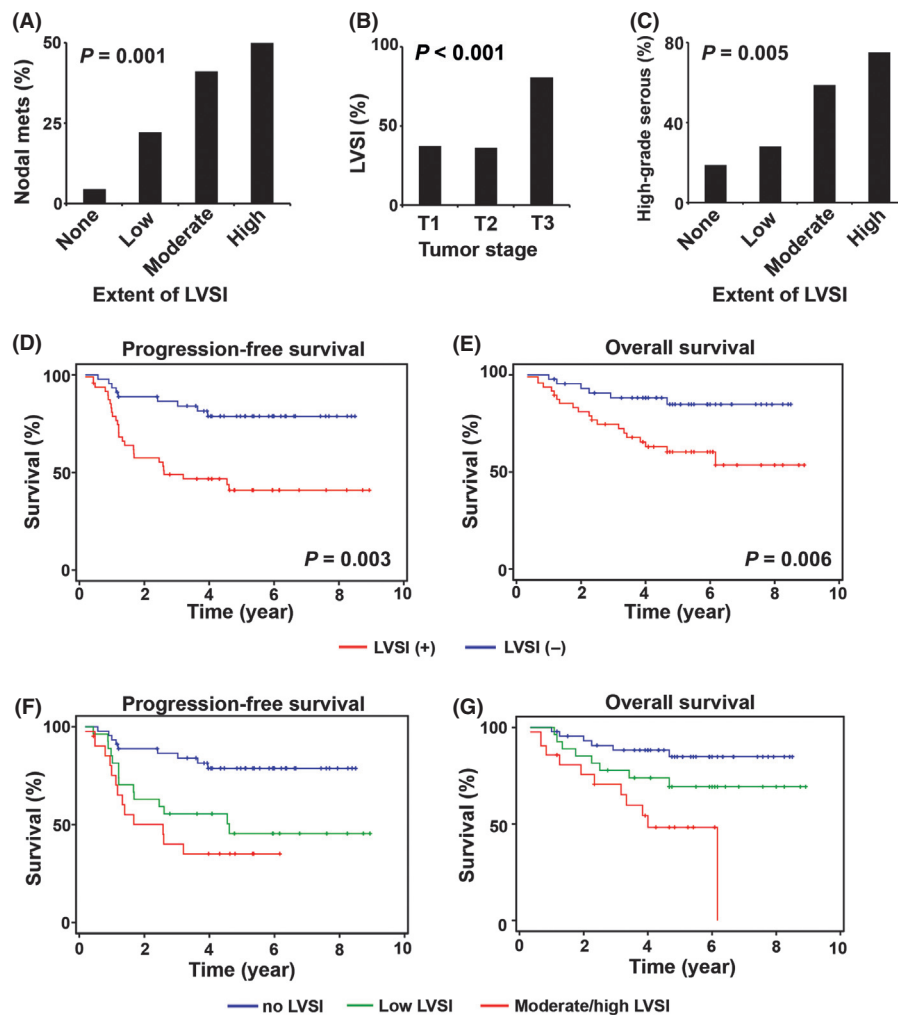 (A)
Nodal mets (%)
50
25
0
P = 0.001
None
Low
Moderate
High
Extent of LVSI
(B)
LVSI (%)
100
50
0
P < 0.001
T1 T2 T3
Tumor stage
(C)
High-grade serous (%)
80
40
0
P = 0.005
None
Low
Moderate
High
Extent of LVSI
(D)
Progression-free survival
Survival (%)
100
50
0
P = 0.003
0 2 4 6 8 10
Time (year)
(E)
Overall survival
Survival (%)
100
50
0
P = 0.006
0 2 4 6 8 10
Time (year)
LVSI (+) LVSI (–)
(F)
Progression-free survival
Survival (%)
100
50
0
0 2 4 6 8 10
Time (year)
(G)
Overall survival
Survival (%)
100
50
0
0 2 4 6 8 10
Time (year)
no LVSI Low LVSI Moderate/high LVSI